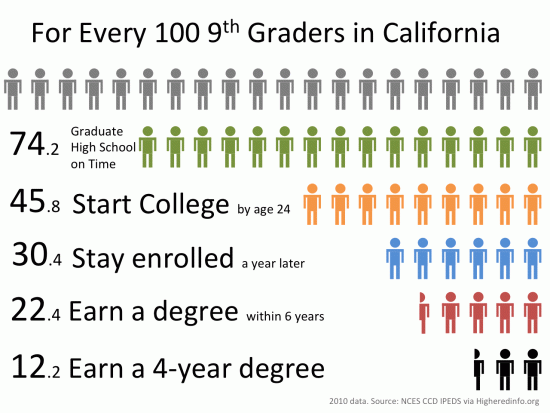 For Every 100 9th Graders in California
74.2 Graduate
High School
on Time
45.8 Start College by age 24
30.4 Stay enrolled a year later
22.4 Earn a degree within 6 years
12.2 Earn a 4-year degree
2010 data. Source: NCES CCD IPEDS via Higheredinfo.org